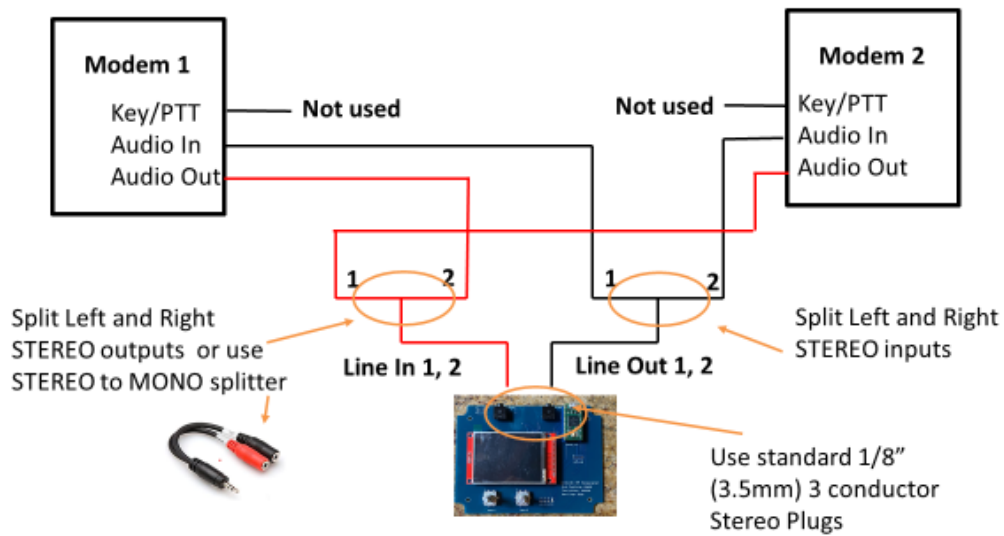 Modem 1
Key/PTT
Audio In
Audio Out
Not used
Modem 2
Not used
Key/PTT
Audio In
Audio Out
1
2
1
2
Split Left and Right
STEREO outputs or use
STEREO to MONO splitter
Line In 1, 2
Line Out 1, 2
Split Left and Right
STEREO inputs
Use standard 1/8”
(3.5mm) 3 conductor
Stereo Plugs